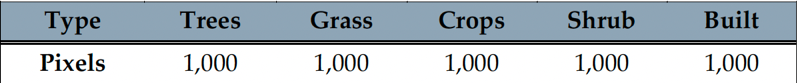 Type Trees Grass Crops Shrub Built
Pixels 1,000 1,000 1,000 1,000 1,000